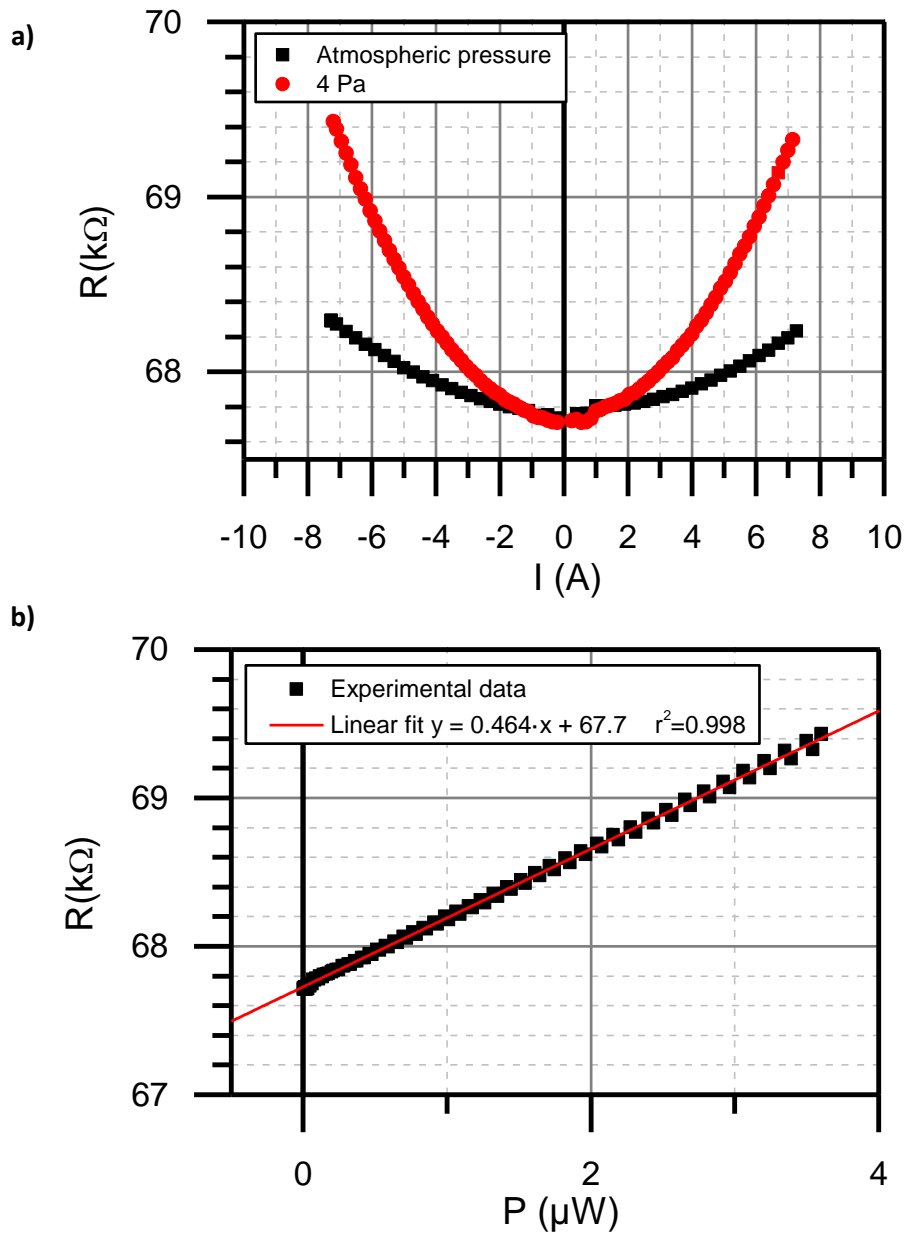 a)
70
69
68
R(kΩ)
Atmospheric pressure
4 Pa
-10 -8 -6 -4 -2 0 2 4 6 8 10
I (A)
b)
70
69
68
67
R(kΩ)
Experimental data
Linear fit y = 0.464·x + 67.7 r²=0.998
0 2 4
P (µW)